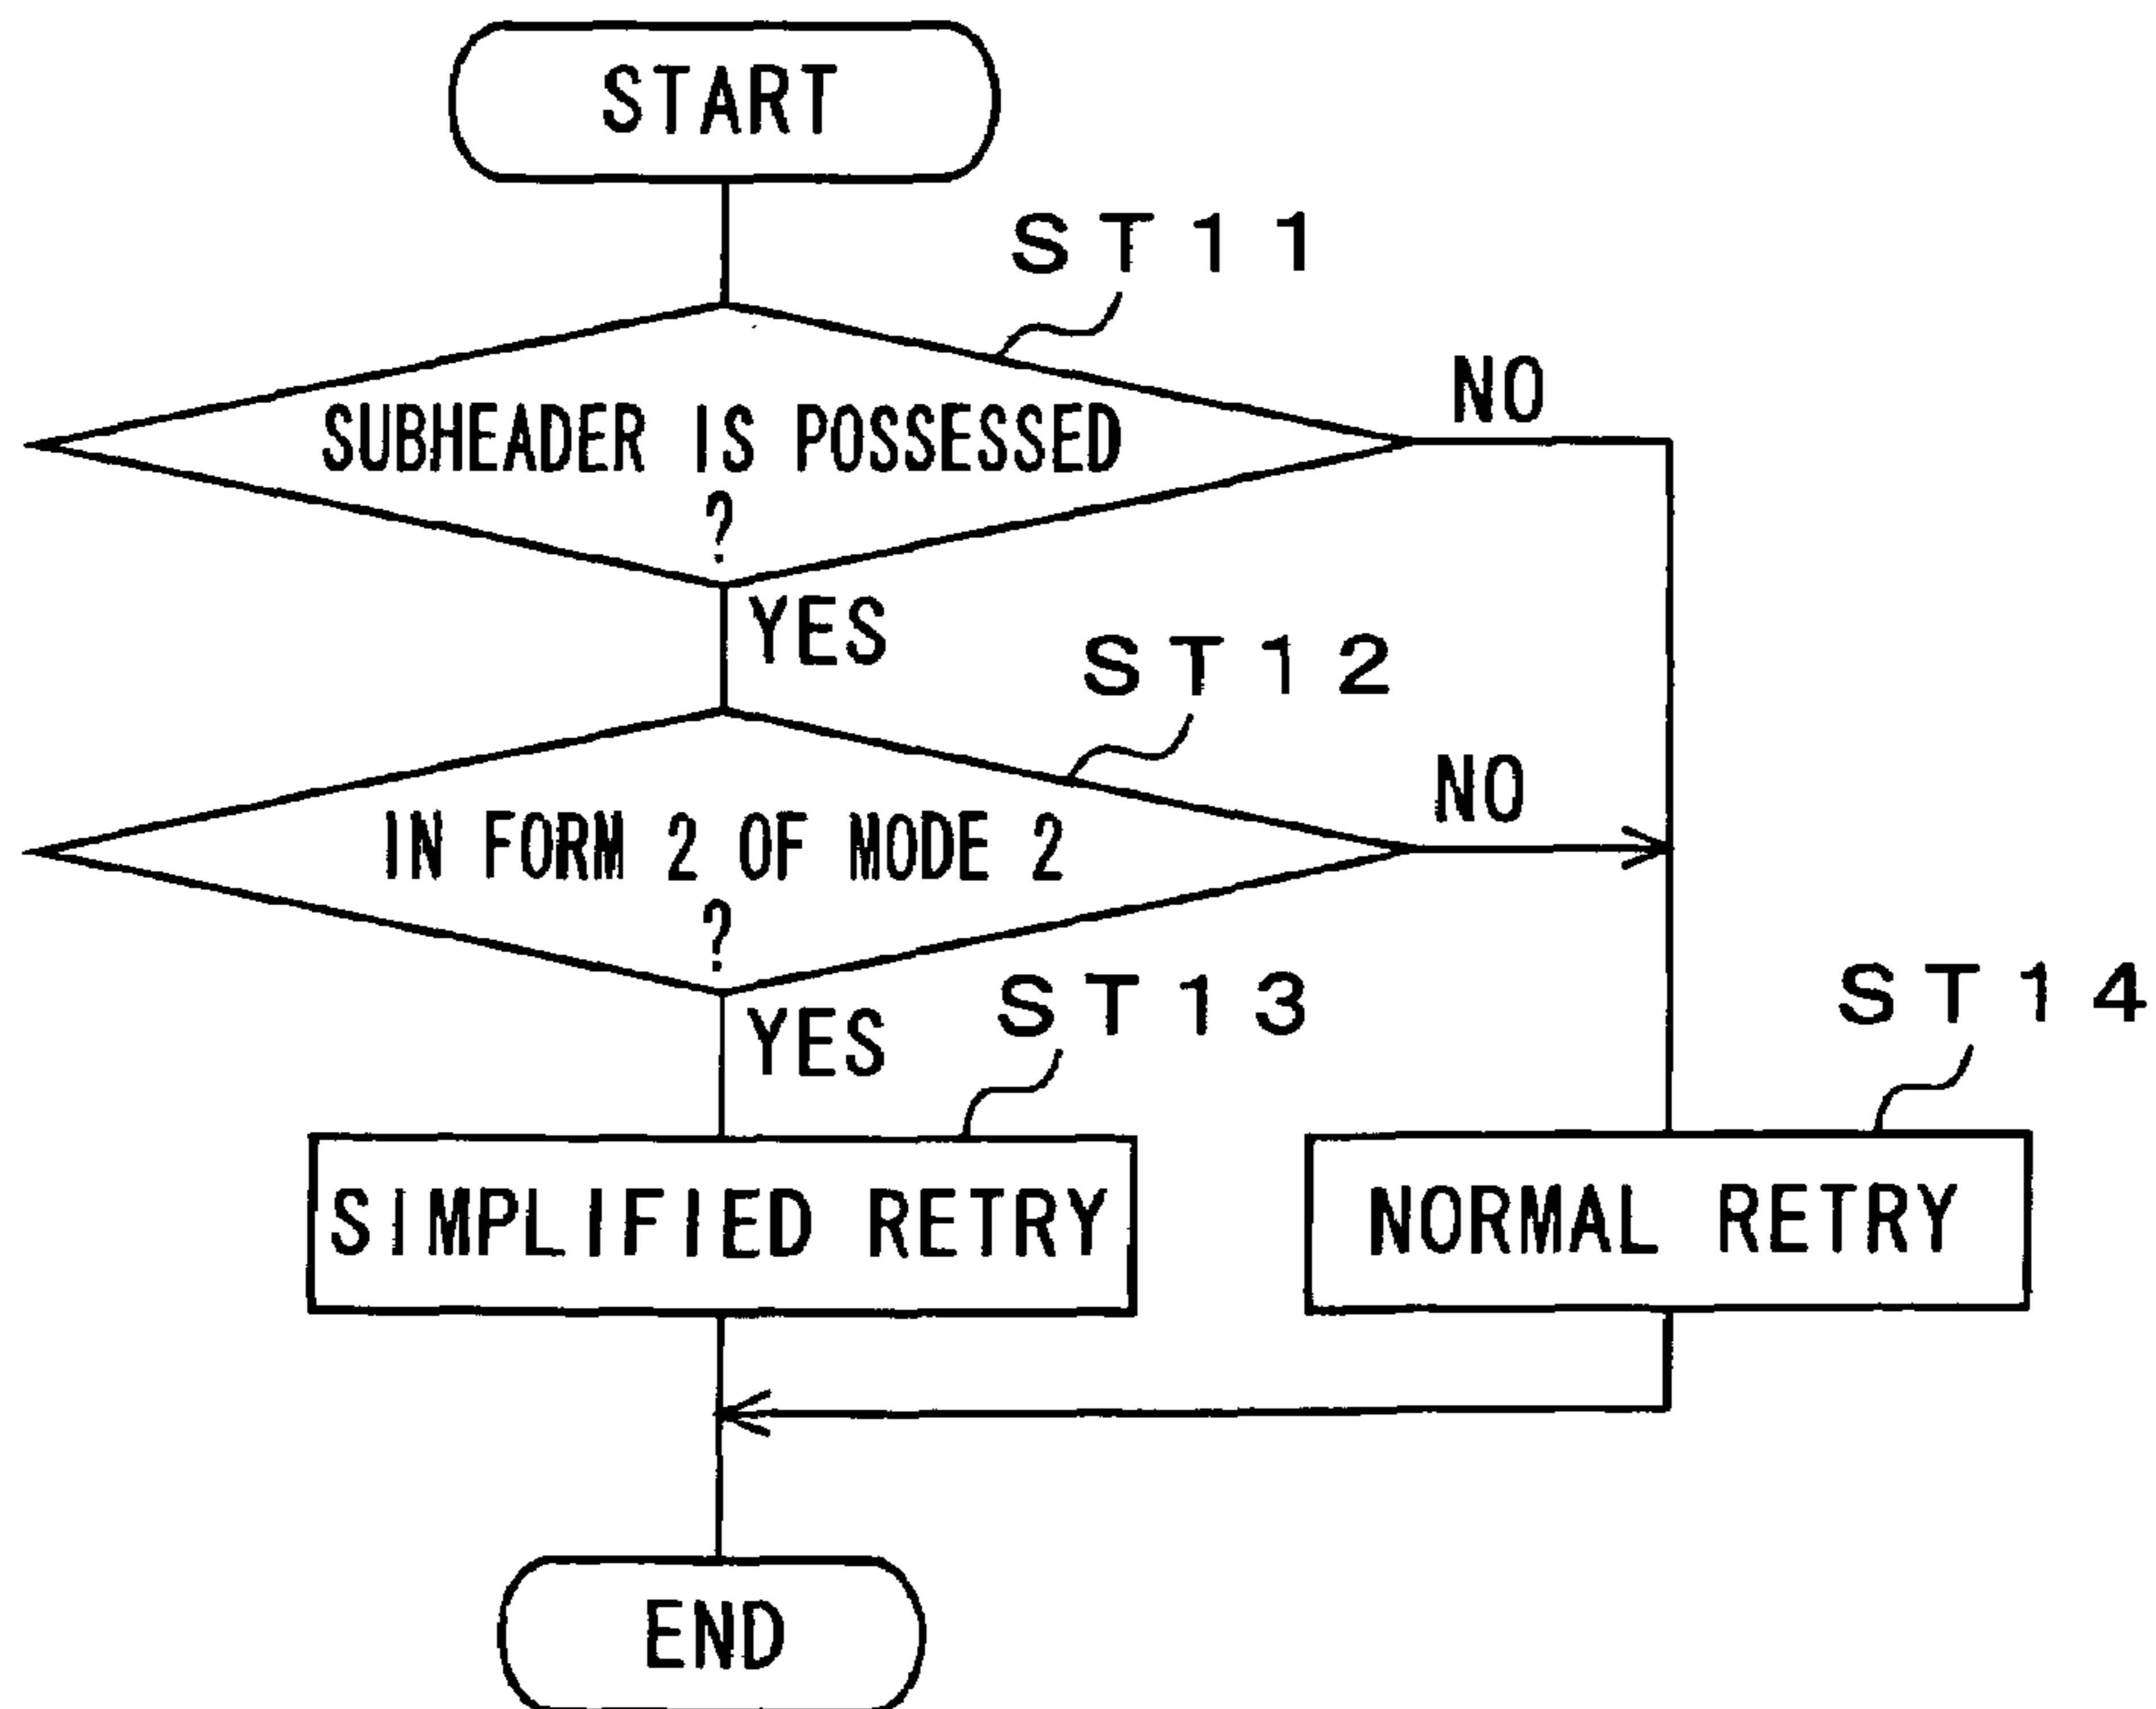 START
ST11
NO
SUBHEADER IS POSSESSED
?
YES
ST12
NO
IN FORM 2 OF MODE 2
?
YES
ST13
ST14
SIMPLIFIED RETRY
NORMAL RETRY
END